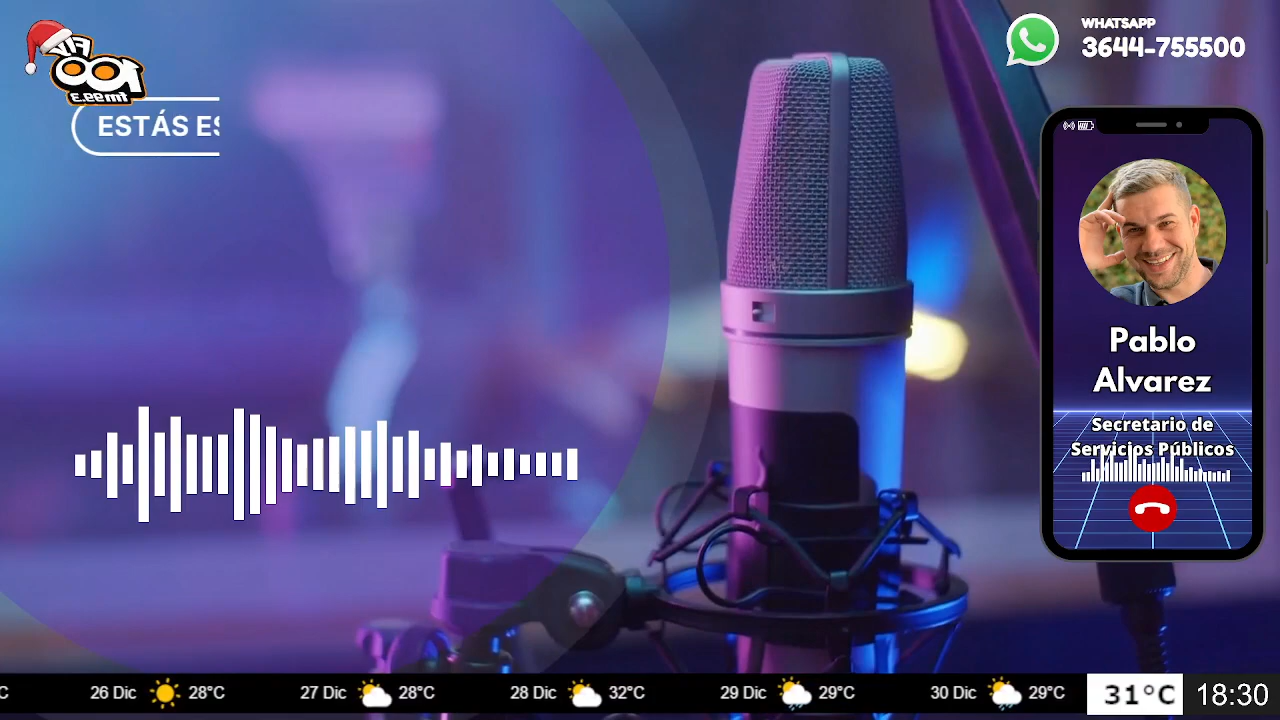 WHATSAPP
3644-755500
ESTÁS ES
Pablo
Alvarez
Secretario de
Servicios Públicos
C 26 Dic 28°C 27 Dic 28°C 28 Dic 32°C 29 Dic 29°C 30 Dic 29°C 31°C 18:30